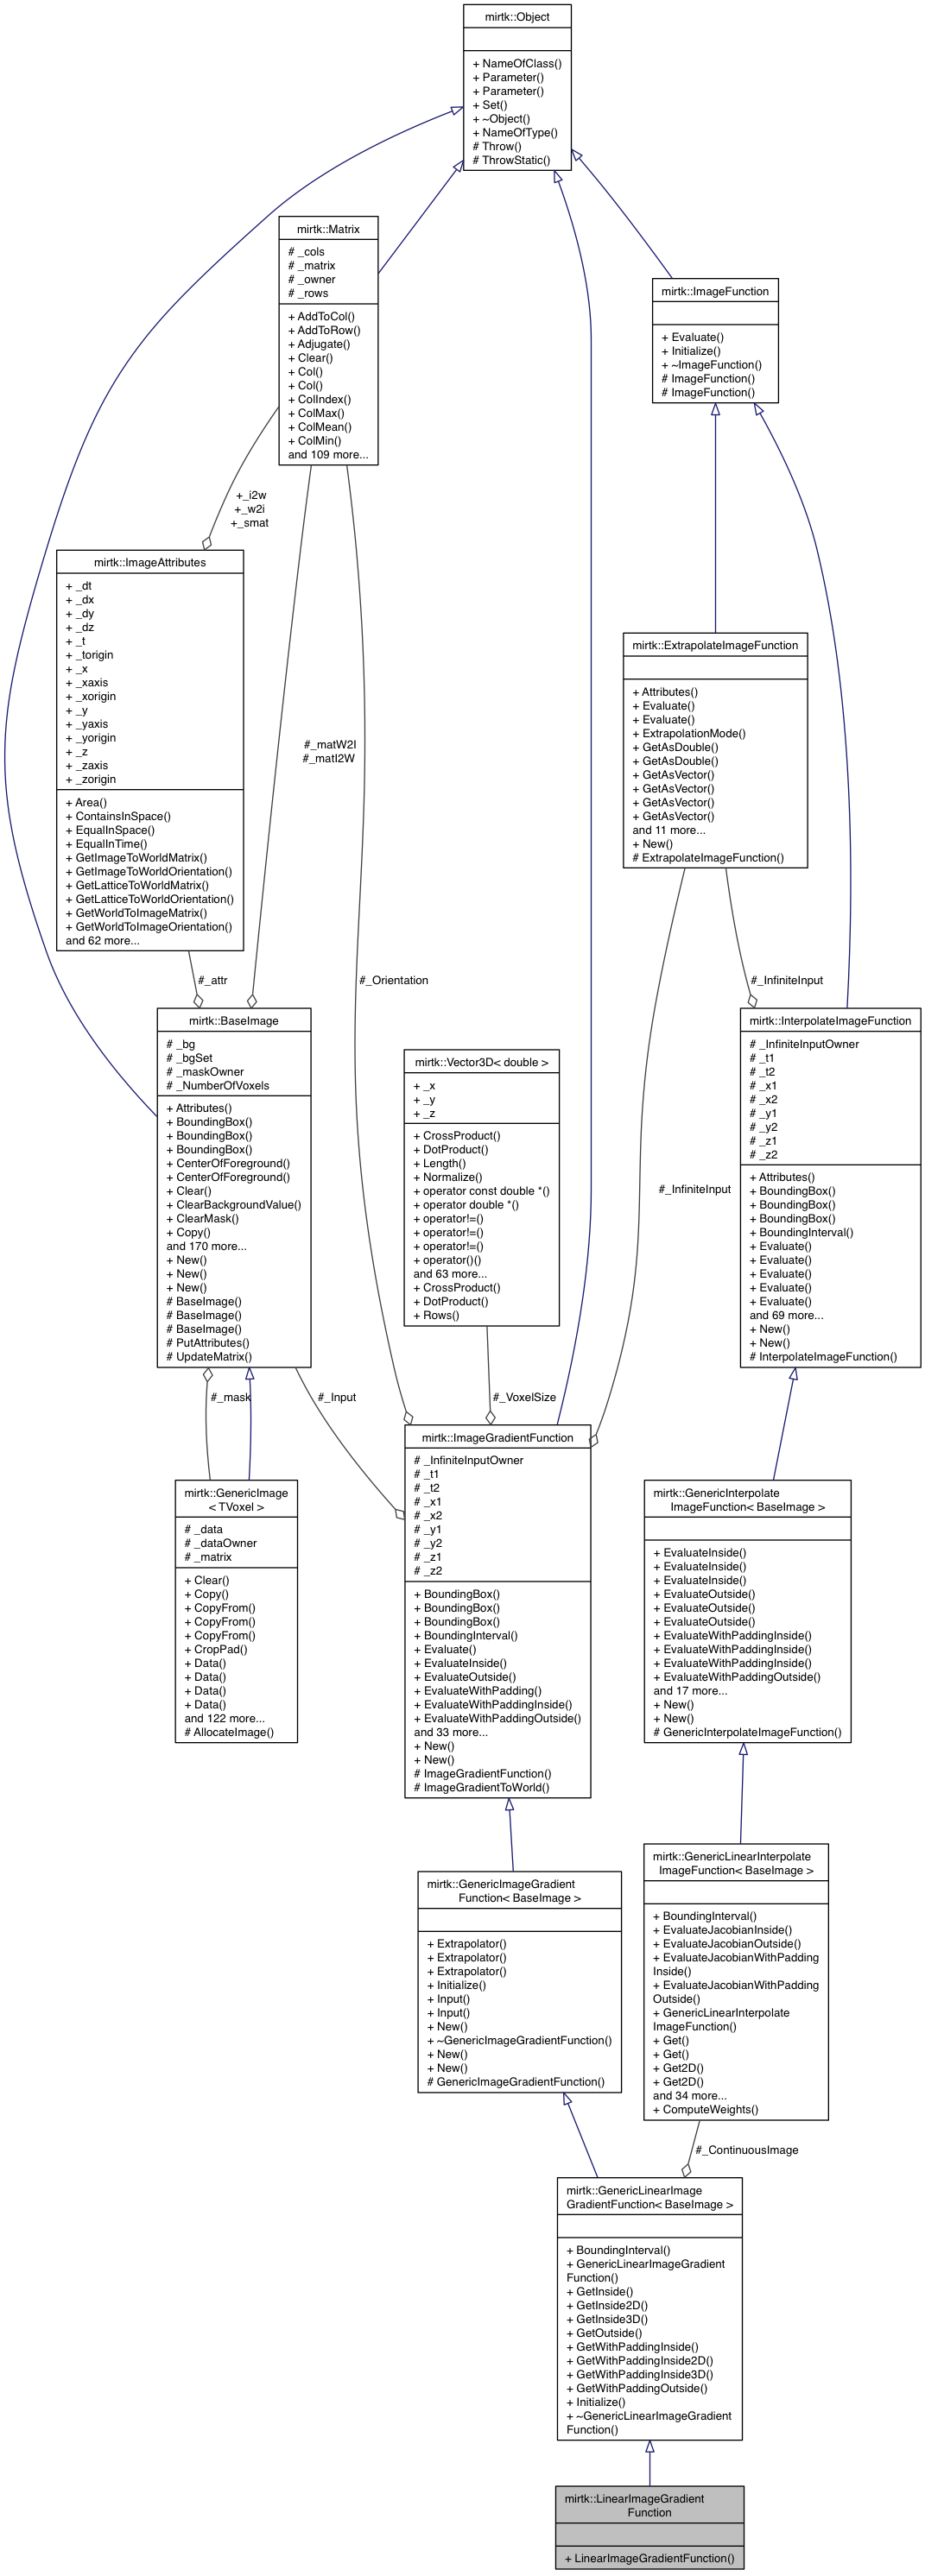 mirtk::Object
+ NameOfClass()
+ Parameter()
+ Parameter()
+ Set()
+ ~Object()
+ NameOfType()
# Throw()
# ThrowStatic()
mirtk::Matrix
# _cols
# _matrix
# _owner
# _rows
+ AddToCol()
+ AddToRow()
+ Adjugate()
+ Clear()
+ Col()
+ Col()
+ ColIndex()
+ ColMax()
+ ColMean()
+ ColMin()
and 109 more...
mirtk::ImageFunction
+ Evaluate()
+ Initialize()
+ ~ImageFunction()
# ImageFunction()
# ImageFunction()
+_i2w
+_w2i
+_smat
mirtk::ImageAttributes
+ _dt
+ _dx
+ _dy
+ _dz
+ _t
+ _torigin
+ _x
+ _xaxis
+ _xorigin
+ _y
+ _yaxis
+ _yorigin
+ _z
+ _zaxis
+ _zorigin
+ Area()
+ ContainsInSpace()
+ EqualInSpace()
+ EqualInTime()
+ GetImageToWorldMatrix()
+ GetImageToWorldOrientation()
+ GetLatticeToWorldMatrix()
+ GetLatticeToWorldOrientation()
+ GetWorldToImageMatrix()
+ GetWorldToImageOrientation()
and 62 more...
#_matW2I
#_matI2W
mirtk::ExtrapolateImageFunction
+ Attributes()
+ Evaluate()
+ Evaluate()
+ ExtrapolationMode()
+ GetAsDouble()
+ GetAsDouble()
+ GetAsVector()
+ GetAsVector()
+ GetAsVector()
+ GetAsVector()
and 11 more...
+ New()
# ExtrapolateImageFunction()
#_attr
#_Orientation
#_InfiniteInput
mirtk::BaseImage
# _bg
# _bgSet
# _maskOwner
# _NumberOfVoxels
+ Attributes()
+ BoundingBox()
+ BoundingBox()
+ BoundingBox()
+ CenterOfForeground()
+ CenterOfForeground()
+ Clear()
+ ClearBackgroundValue()
+ ClearMask()
+ Copy()
and 170 more...
+ New()
+ New()
+ New()
# BaseImage()
# BaseImage()
# BaseImage()
# PutAttributes()
# UpdateMatrix()
mirtk::Vector3D< double >
+ _x
+ _y
+ _z
+ CrossProduct()
+ DotProduct()
+ Length()
+ Normalize()
+ operator const double *()
+ operator double *()
+ operator!=()
+ operator!=()
+ operator!=()
+ operator()()
and 63 more...
+ CrossProduct()
+ DotProduct()
+ Rows()
#_InfiniteInput
mirtk::InterpolateImageFunction
# _InfiniteInputOwner
# _t1
# _t2
# _x1
# _x2
# _y1
# _y2
# _z1
# _z2
+ Attributes()
+ BoundingBox()
+ BoundingBox()
+ BoundingBox()
+ BoundingInterval()
+ Evaluate()
+ Evaluate()
+ Evaluate()
+ Evaluate()
+ Evaluate()
and 69 more...
+ New()
+ New()
# InterpolateImageFunction()
#_mask
#_Input
#_VoxelSize
mirtk::GenericImage
< TVoxel >
# _data
# _dataOwner
# _matrix
+ Clear()
+ Copy()
+ CopyFrom()
+ CopyFrom()
+ CopyFrom()
+ CropPad()
+ Data()
+ Data()
+ Data()
+ Data()
and 122 more...
# AllocateImage()
mirtk::ImageGradientFunction
# _InfiniteInputOwner
# _t1
# _t2
# _x1
# _x2
# _y1
# _y2
# _z1
# _z2
+ BoundingBox()
+ BoundingBox()
+ BoundingBox()
+ BoundingInterval()
+ Evaluate()
+ EvaluateInside()
+ EvaluateOutside()
+ EvaluateWithPadding()
+ EvaluateWithPaddingInside()
+ EvaluateWithPaddingOutside()
and 33 more...
+ New()
+ New()
# ImageGradientFunction()
# ImageGradientToWorld()
mirtk::GenericInterpolate
ImageFunction< BaseImage >
+ EvaluateInside()
+ EvaluateInside()
+ EvaluateInside()
+ EvaluateOutside()
+ EvaluateOutside()
+ EvaluateOutside()
+ EvaluateWithPaddingInside()
+ EvaluateWithPaddingInside()
+ EvaluateWithPaddingInside()
+ EvaluateWithPaddingOutside()
and 17 more...
+ New()
+ New()
# GenericInterpolateImageFunction()
mirtk::GenericImageGradient
Function< BaseImage >
+ Extrapolator()
+ Extrapolator()
+ Extrapolator()
+ Initialize()
+ Input()
+ Input()
+ New()
+ ~GenericImageGradientFunction()
+ New()
+ New()
# GenericImageGradientFunction()
mirtk::GenericLinearInterpolate
ImageFunction< BaseImage >
+ BoundingInterval()
+ EvaluateJacobianInside()
+ EvaluateJacobianOutside()
+ EvaluateJacobianWithPadding
Inside()
+ EvaluateJacobianWithPadding
Outside()
+ GenericLinearInterpolate
ImageFunction()
+ Get()
+ Get()
+ Get2D()
+ Get2D()
and 34 more...
+ ComputeWeights()
#_ContinuousImage
mirtk::GenericLinearImage
GradientFunction< BaseImage >
+ BoundingInterval()
+ GenericLinearImageGradient
Function()
+ GetInside()
+ GetInside2D()
+ GetInside3D()
+ GetOutside()
+ GetWithPaddingInside()
+ GetWithPaddingInside2D()
+ GetWithPaddingInside3D()
+ GetWithPaddingOutside()
+ Initialize()
+ ~GenericLinearImageGradient
Function()
mirtk::LinearImageGradient
Function
+ LinearImageGradientFunction()